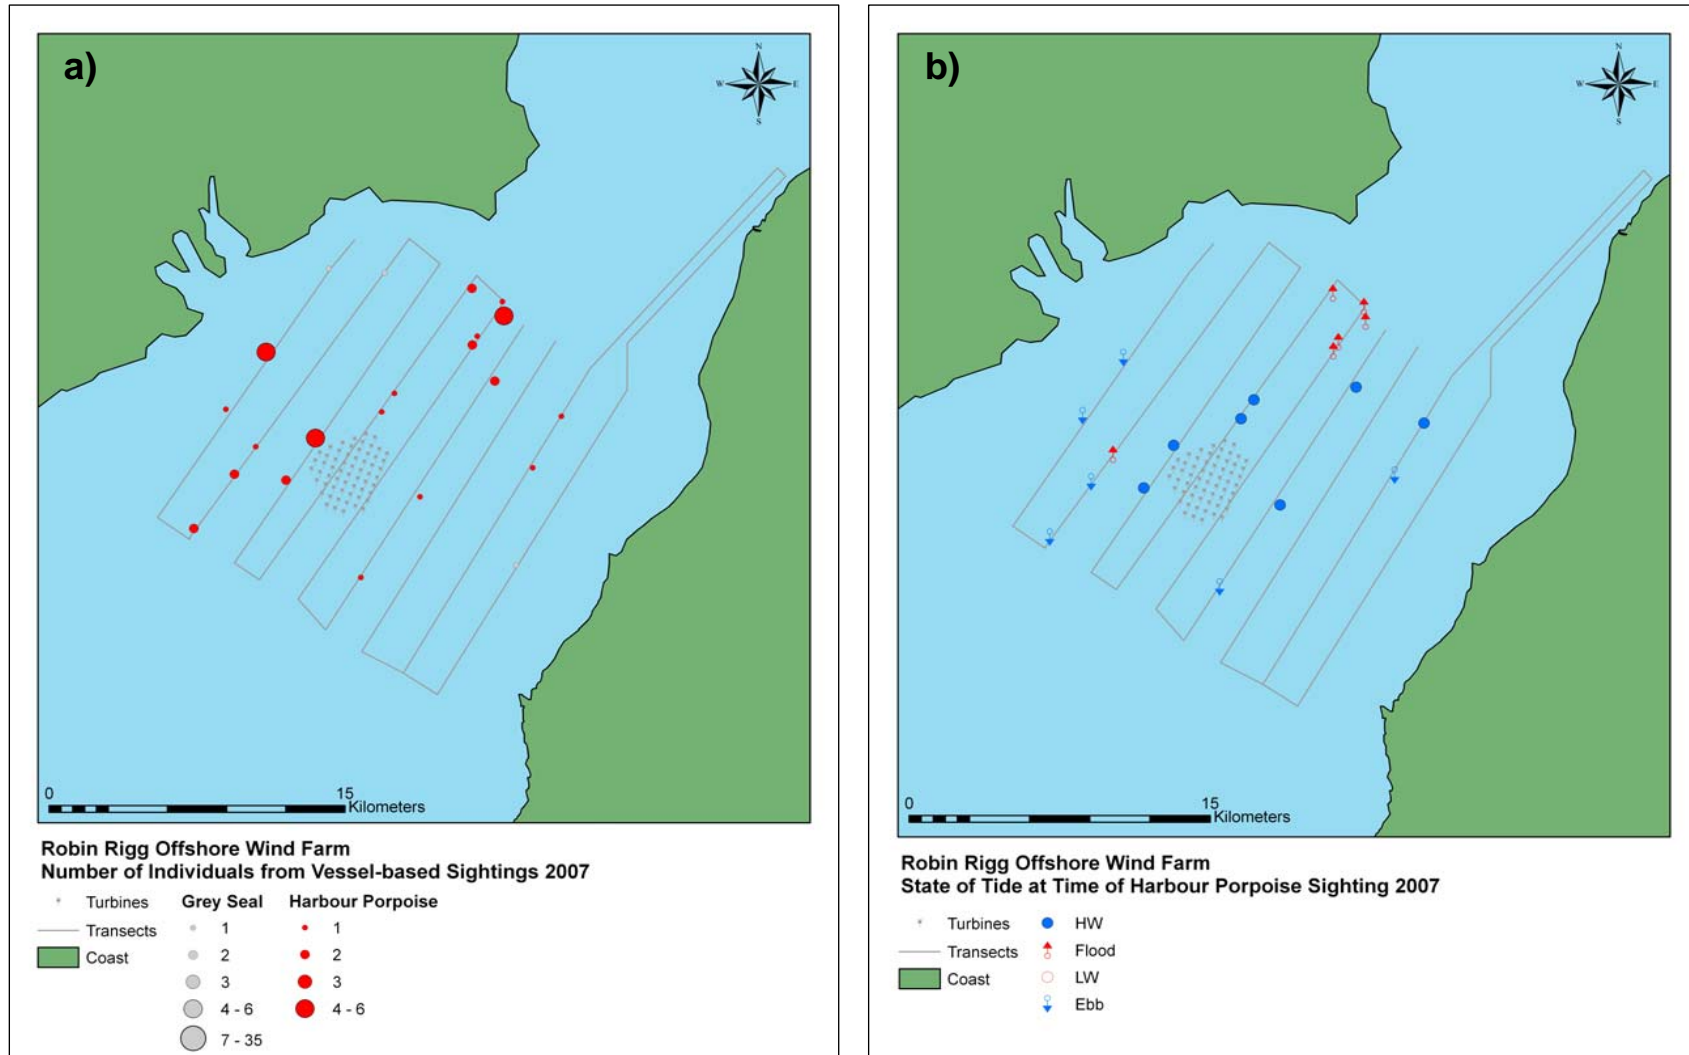 a)
N
W E
S
0 15
Kilometers
Robin Rigg Offshore Wind Farm
Number of Individuals from Vessel-based Sightings 2007
Turbines Grey Seal Harbour Porpoise
Transects 1 1
Coast 2 2
3 3
4 - 6 4 - 6
7 - 35
b)
N
W E
S
0 15
Kilometers
Robin Rigg Offshore Wind Farm
State of Tide at Time of Harbour Porpoise Sighting 2007
Turbines HW
Transects Flood
Coast LW
Ebb